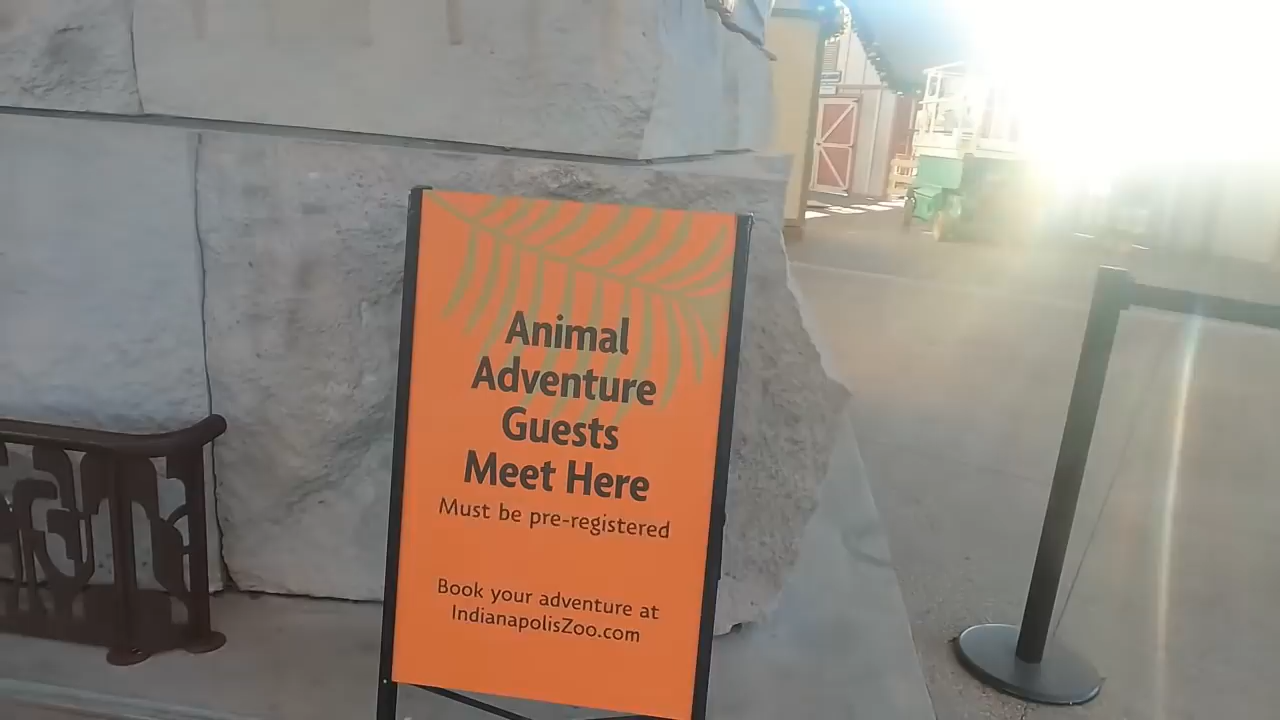 Animal
Adventure
Guests
Meet Here
Must be pre-registered
Book your adventure at
IndianapolisZoo.com